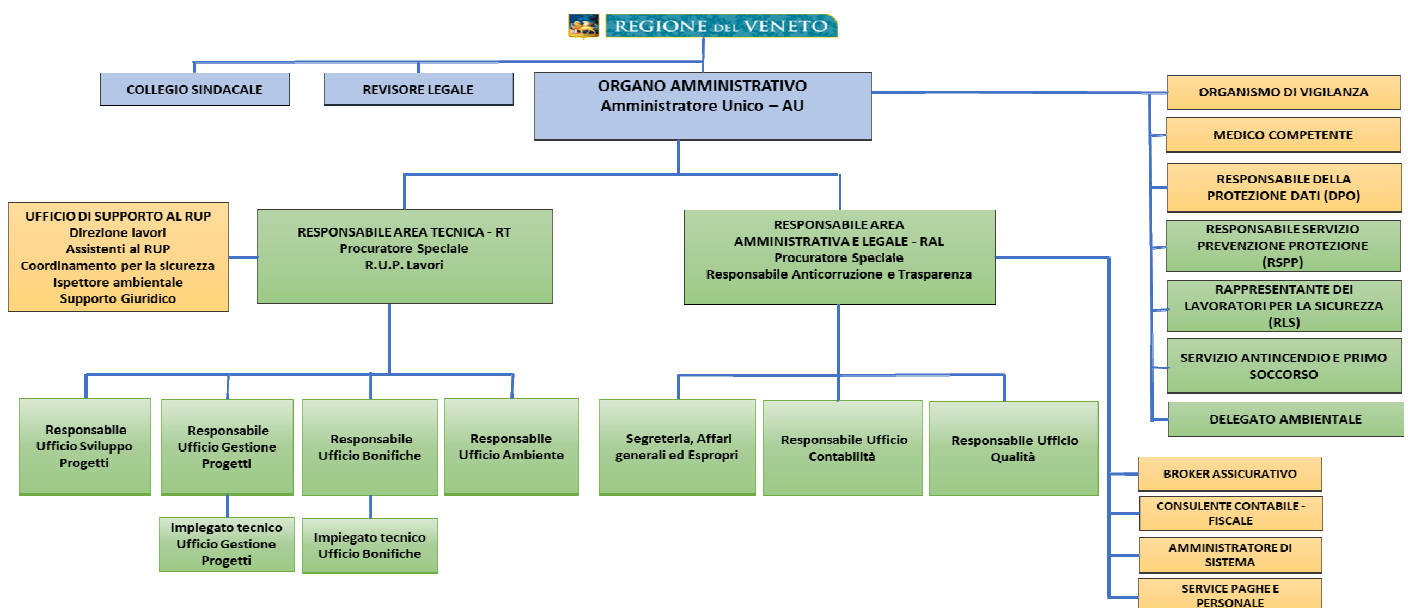 REGIONE DEL VENETO
COLLEGIO SINDACALE
REVISORE LEGALE
ORGANO AMMINISTRATIVO
Amministratore Unico – AU
ORGANISMO DI VIGILANZA
MEDICO COMPETENTE
RESPONSABILE DELLA
PROTEZIONE DATI (DPO)
RESPONSABILE SERVIZIO
PREVENZIONE PROTEZIONE
(RSPP)
RAPPRESENTANTE DEI
LAVORATORI PER LA SICUREZZA
(RLS)
SERVIZIO ANTINCENDIO E PRIMO
SOCCORSO
DELEGATO AMBIENTALE
UFFICIO DI SUPPORTO AL RUP
Direzione lavori
Assistenti al RUP
Coordinamento per la sicurezza
Ispettore ambientale
Supporto Giuridico
RESPONSABILE AREA TECNICA - RT
Procuratore Speciale
R.U.P. Lavori
RESPONSABILE AREA
AMMINISTRATIVA E LEGALE - RAL
Procuratore Speciale
Responsabile Anticorruzione e Trasparenza
Responsabile
Ufficio Sviluppo
Progetti
Responsabile
Ufficio Gestione
Progetti
Responsabile
Ufficio Bonifiche
Responsabile
Ufficio Ambiente
Segreteria, Affari
generali ed Espropri
Responsabile Ufficio
Contabilità
Responsabile Ufficio
Qualità
Impiegato tecnico
Ufficio Gestione
Progetti
Impiegato tecnico
Ufficio Bonifiche
BROKER ASSICURATIVO
CONSULENTE CONTABILE -
FISCALE
AMMINISTRATORE DI
SISTEMA
SERVICE PAGHE E
PERSONALE